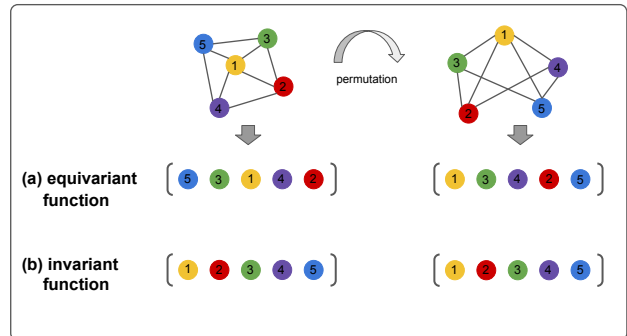 5 3 1 2 4
permutation
1 3 4 2 5
(a) equivariant
function
5 3 1 4 2
1 3 4 2 5
(b) invariant
function
1 2 3 4 5
1 2 3 4 5